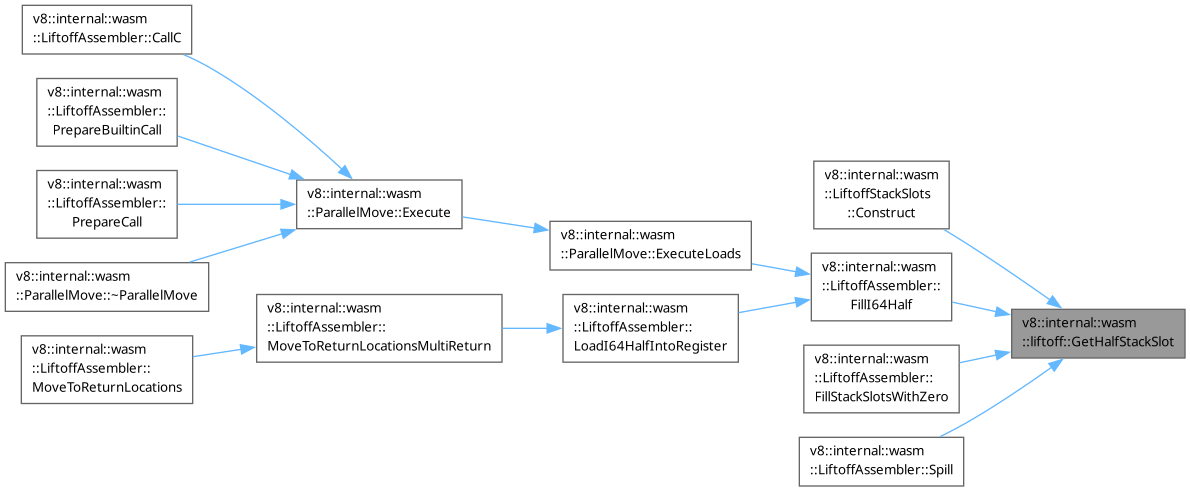 v8::internal::wasm
::LiftoffAssembler::CallC
v8::internal::wasm
::LiftoffAssembler::
PrepareBuiltinCall
v8::internal::wasm
::LiftoffAssembler::
PrepareCall
v8::internal::wasm
::ParallelMove::~ParallelMove
v8::internal::wasm
::LiftoffAssembler::
MoveToReturnLocations
v8::internal::wasm
::ParallelMove::Execute
v8::internal::wasm
::LiftoffAssembler::
MoveToReturnLocationsMultiReturn
v8::internal::wasm
::ParallelMove::ExecuteLoads
v8::internal::wasm
::LiftoffAssembler::
LoadI64HalfIntoRegister
v8::internal::wasm
::LiftoffStackSlots
::Construct
v8::internal::wasm
::LiftoffAssembler::
FillI64Half
v8::internal::wasm
::LiftoffAssembler::
FillStackSlotsWithZero
v8::internal::wasm
::LiftoffAssembler::Spill
v8::internal::wasm
::liftoff::GetHalfStackSlot